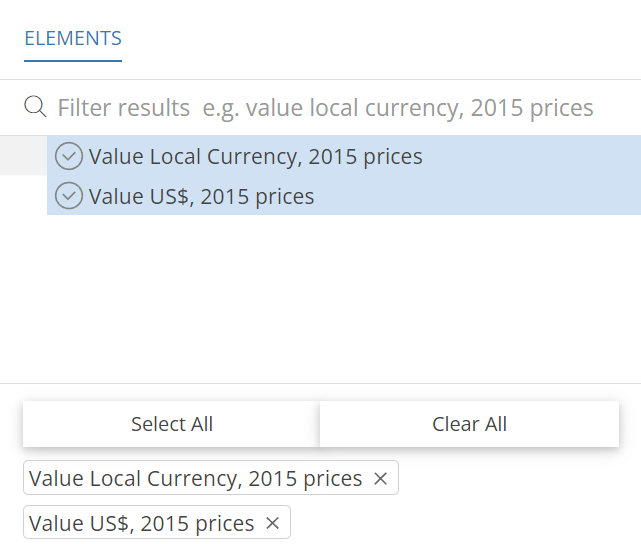 ELEMENTS
Filter results  e.g. value local currency, 2015 prices
Value Local Currency, 2015 prices
Value US$, 2015 prices
Select All
Clear All
Value Local Currency, 2015 prices ×
Value US$, 2015 prices ×